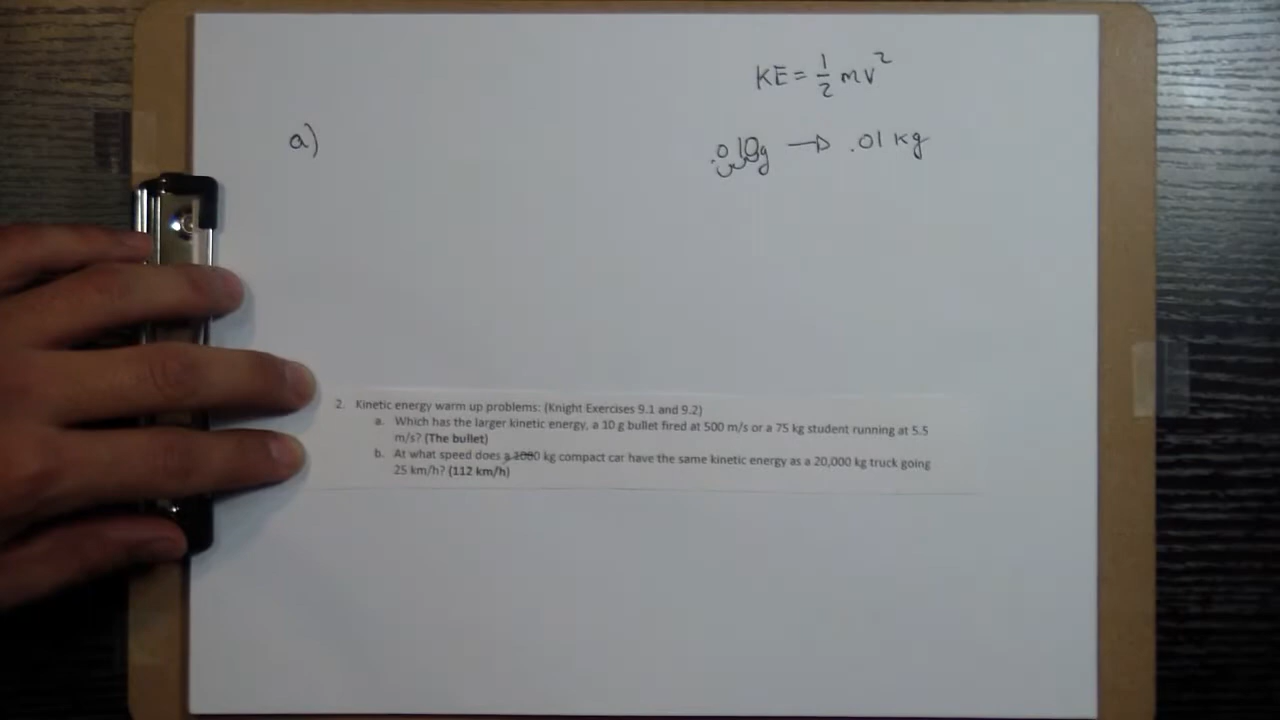 KE = 1/2 mv²
a)
.010g → .01 kg
2. Kinetic energy warm up problems: (Knight Exercises 9.1 and 9.2)
a. Which has the larger kinetic energy, a 10 g bullet fired at 500 m/s or a 75 kg student running at 5.5
m/s? (The bullet)
b. At what speed does a 1000 kg compact car have the same kinetic energy as a 20,000 kg truck going
25 km/h? (112 km/h)